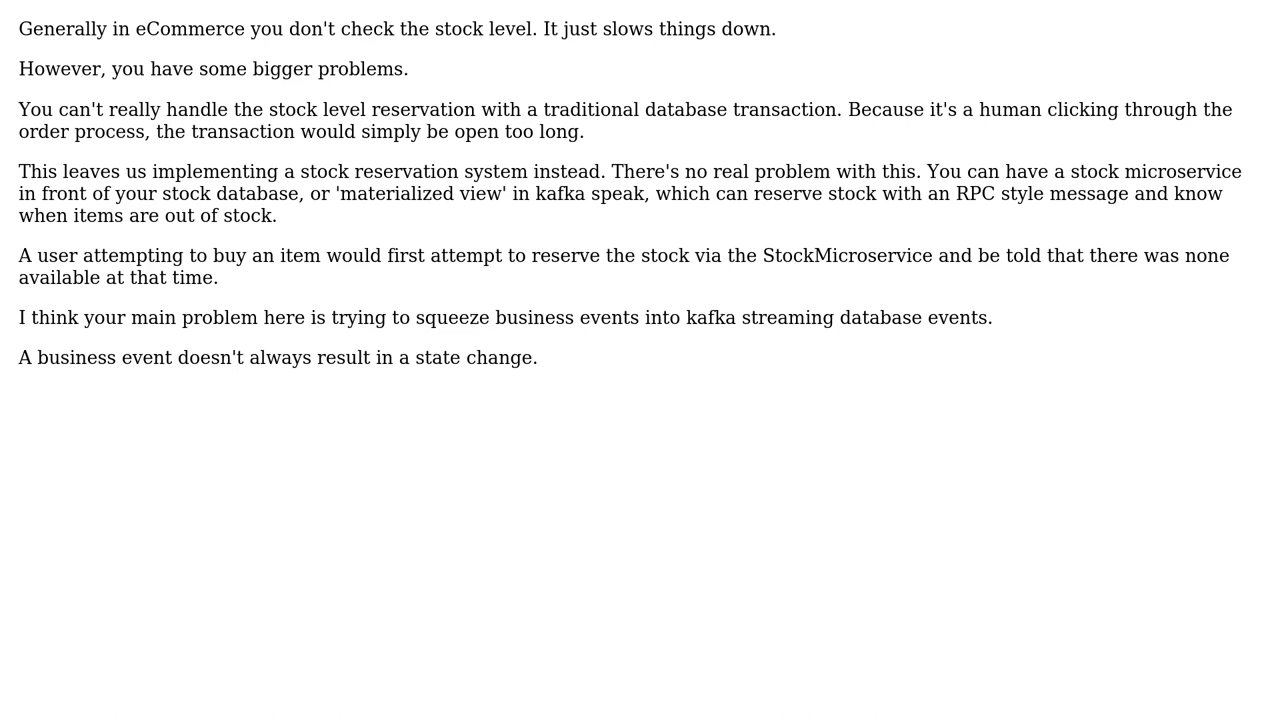 Generally in eCommerce you don't check the stock level. It just slows things down.
However, you have some bigger problems.
You can't really handle the stock level reservation with a traditional database transaction. Because it's a human clicking through the
order process, the transaction would simply be open too long.
This leaves us implementing a stock reservation system instead. There's no real problem with this. You can have a stock microservice
in front of your stock database, or 'materialized view' in kafka speak, which can reserve stock with an RPC style message and know
when items are out of stock.
A user attempting to buy an item would first attempt to reserve the stock via the StockMicroservice and be told that there was none
available at that time.
I think your main problem here is trying to squeeze business events into kafka streaming database events.
A business event doesn't always result in a state change.